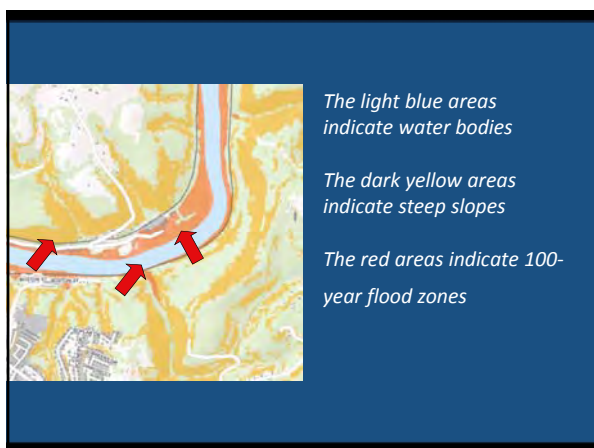 The light blue areas
indicate water bodies
The dark yellow areas
indicate steep slopes
The red areas indicate 100-
year flood zones